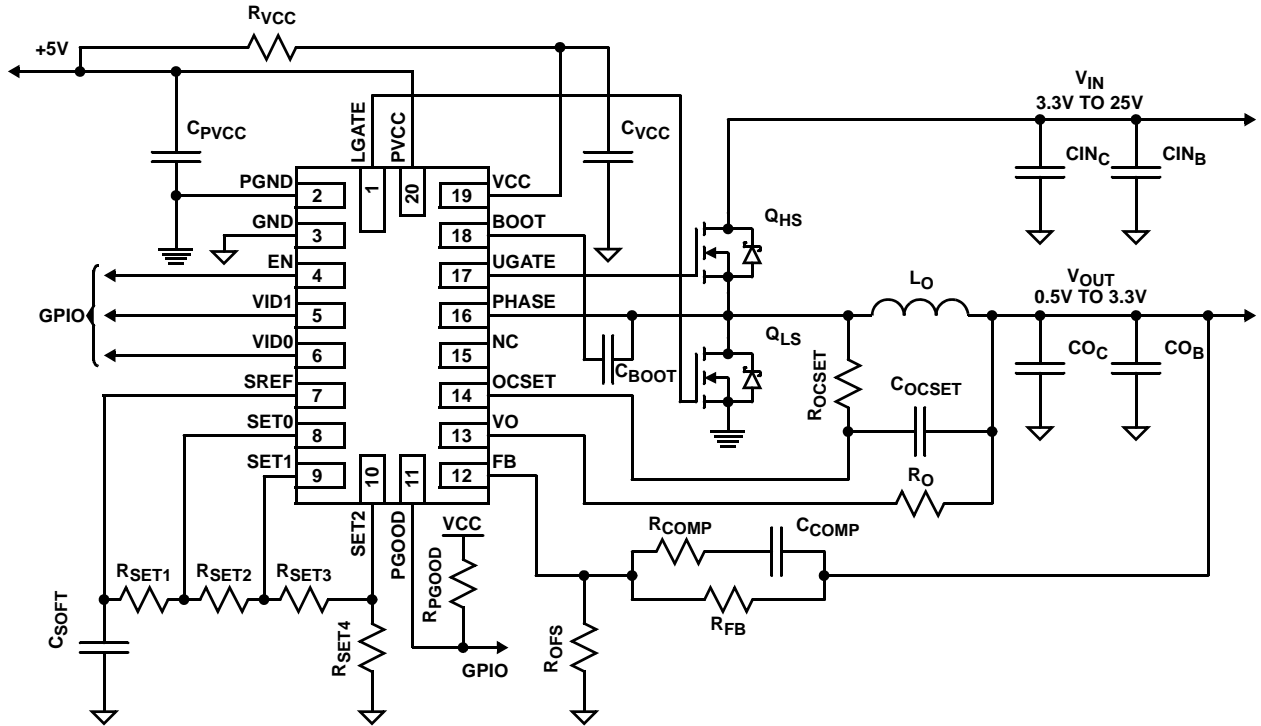 RVCC
+5V
VIN
3.3V TO 25V
CPVCC
LGATE
PVCC
CVCC
CINC
CINB
PGND
2
1
20
19
VCC
GND
3
18
BOOT
QHS
EN
4
17
UGATE
LO
VOUT
0.5V TO 3.3V
GPIO
VID1
5
16
PHASE
QLS
VID0
6
15
NC
CBOOT
ROCSET
COCSET
COC
COB
SREF
7
14
OCSET
SET0
8
13
VO
SET1
9
10
11
12
FB
RO
SET2
PGOOD
VCC
RCOMP
CCOMP
RSET1
RSET2
RSET3
RPGOOD
RFB
CSOFT
RSET4
GPIO
ROFS